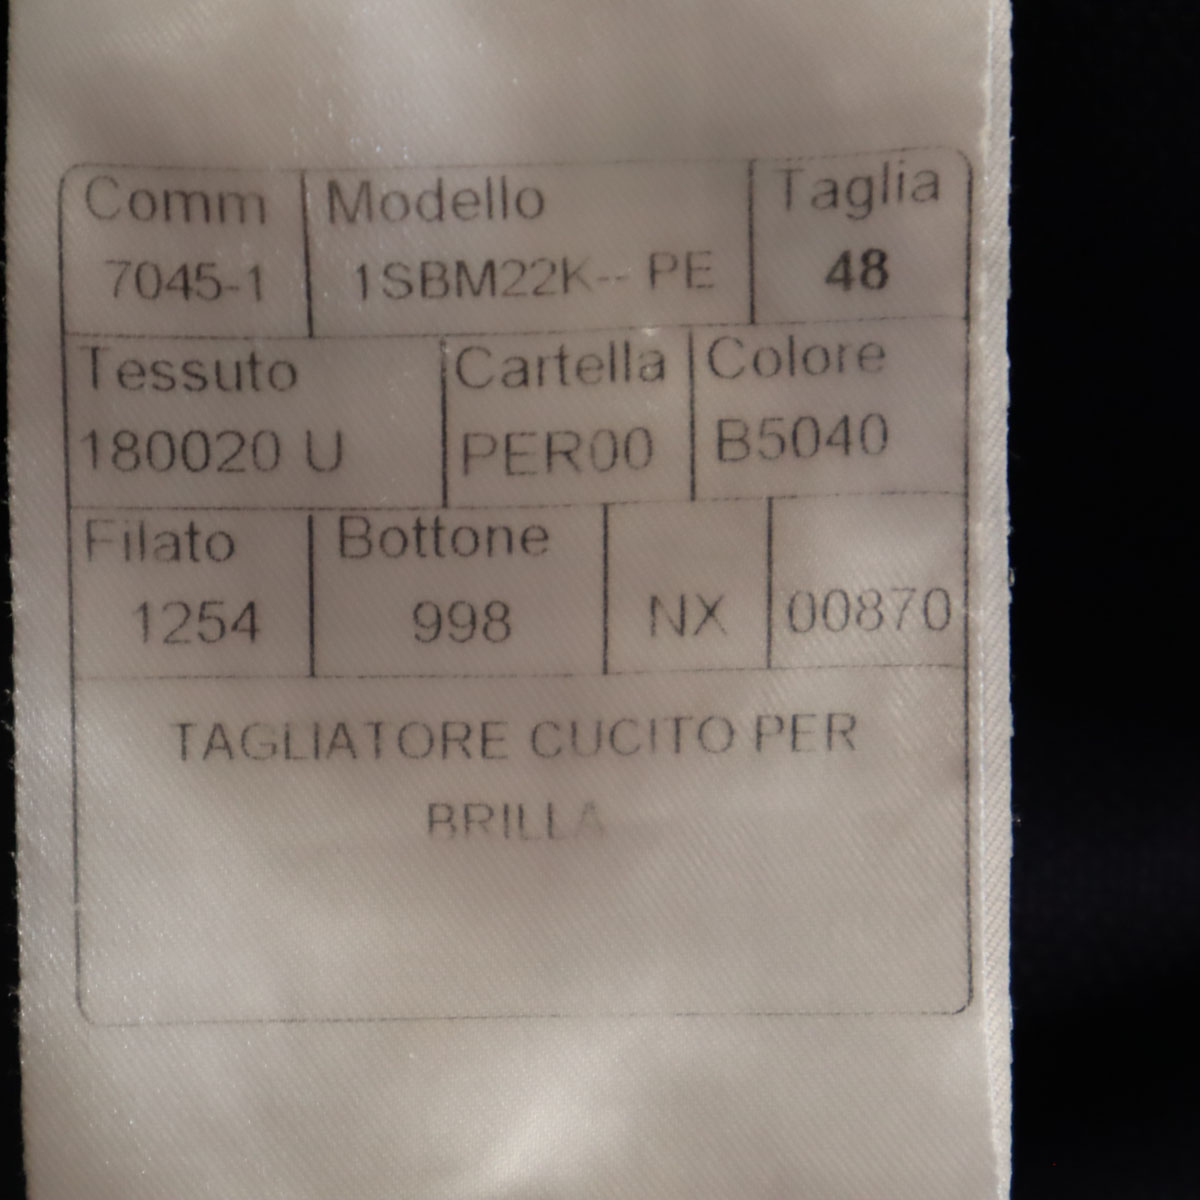 Comm Modello Taglia
7045-1 1SBM22K-- PE 48
Tessuto Cartella Colore
180020 U PER00 B5040
Filato Bottone
1254 998 NX 00870
TAGLIATORE CUCITO PER
BRILLA